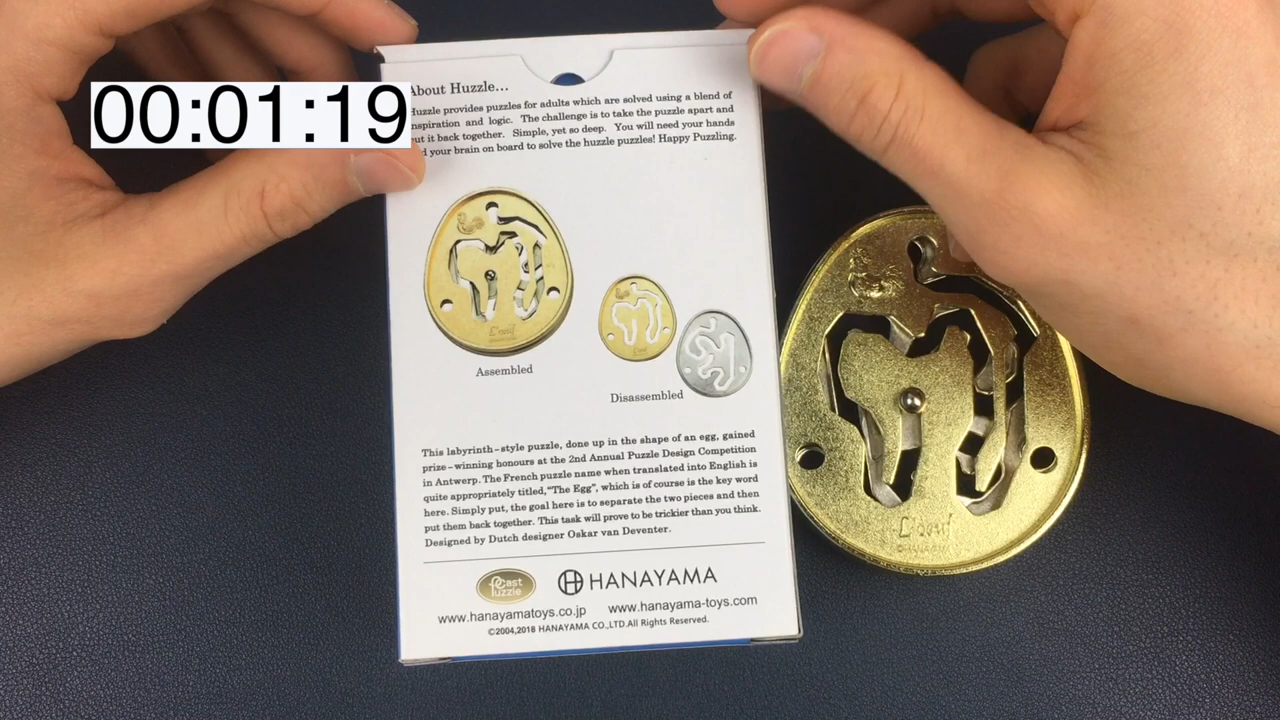 00:01:19
About Huzzle...
Huzzle provides puzzles for adults which are solved using a blend of
inspiration and logic. The challenge is to take the puzzle apart and
put it back together. Simple, yet so deep. You will need your hands
your brain on board to solve the huzzle puzzles! Happy Puzzling.
Assembled
Disassembled
This labyrinth-style puzzle, done up in the shape of an egg, gained
prize-winning honours at the 2nd Annual Puzzle Design Competition
in Antwerp. The French puzzle name when translated into English is
quite appropriately titled, "The Egg", which is of course is the key word
here. Simply put, the goal here is to separate the two pieces and then
put them back together. This task will prove to be trickier than you think.
Designed by Dutch designer Oskar van Deventer.
Cast Puzzle
HANAYAMA
www.hanayamatoys.co.jp www.hanayama-toys.com
©2004,2018 HANAYAMA CO.,LTD.All Rights Reserved.
L'oeuf
HANAYAMA